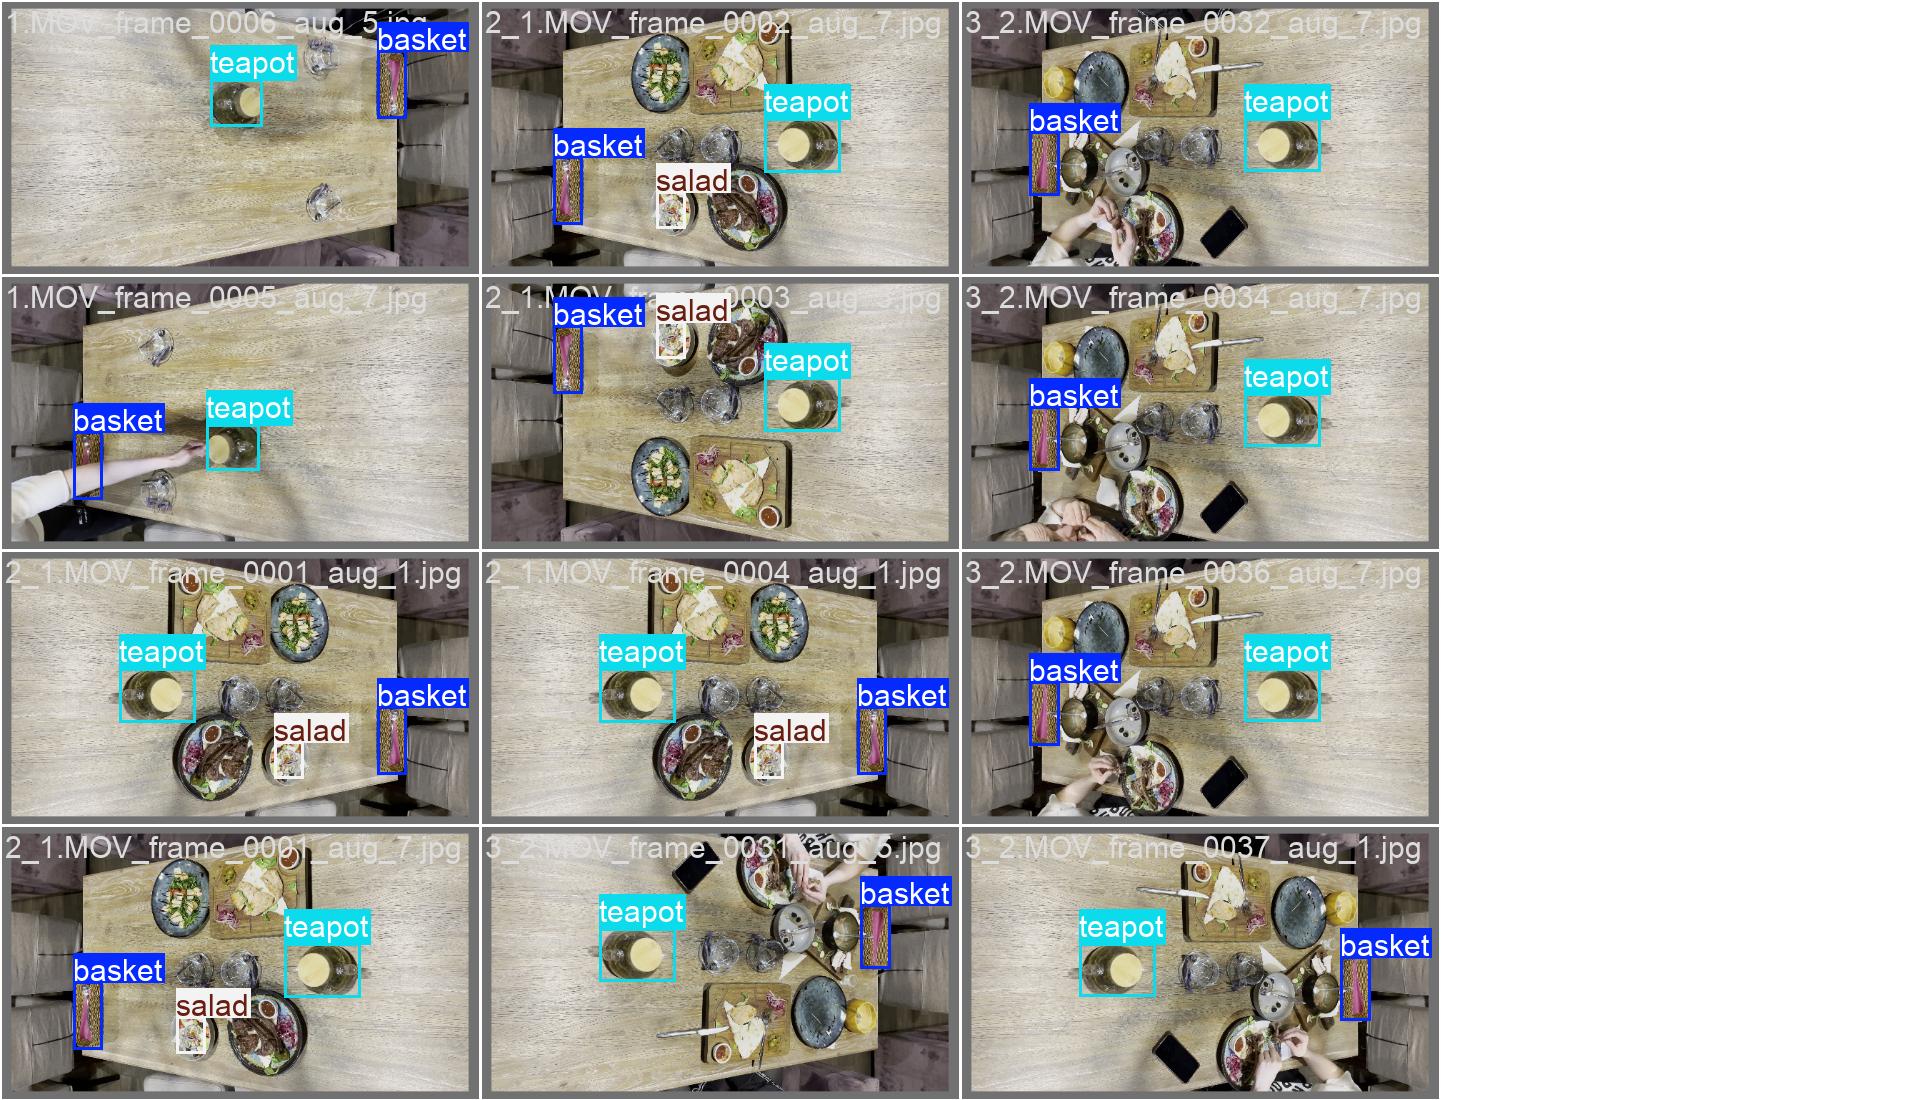 1.MOV_frame_0006_aug_5.jpg
basket
teapot
2_1.MOV_frame_0002_aug_7.jpg
teapot
basket
salad
3_2.MOV_frame_0032_aug_7.jpg
teapot
basket
1.MOV_frame_0005_aug_7.jpg
teapot
basket
2_1.MOV_frame_0003_aug_7.jpg
basket
salad
teapot
3_2.MOV_frame_0034_aug_7.jpg
teapot
basket
2_1.MOV_frame_0001_aug_1.jpg
teapot
basket
salad
2_1.MOV_frame_0004_aug_1.jpg
teapot
basket
salad
3_2.MOV_frame_0036_aug_7.jpg
teapot
basket
2_1.MOV_frame_0001_aug_7.jpg
teapot
basket
salad
3_2.MOV_frame_0031_aug_5.jpg
basket
teapot
3_2.MOV_frame_0037_aug_1.jpg
teapot
basket